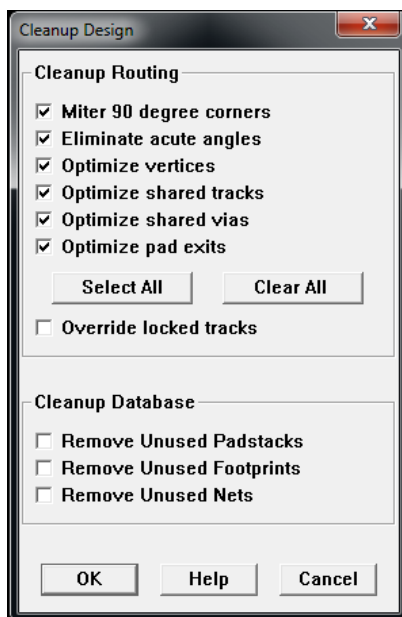 Cleanup Design
Cleanup Routing
Miter 90 degree corners
Eliminate acute angles
Optimize vertices
Optimize shared tracks
Optimize shared vias
Optimize pad exits
Select All Clear All
Override locked tracks
Cleanup Database
Remove Unused Padstacks
Remove Unused Footprints
Remove Unused Nets
OK Help Cancel